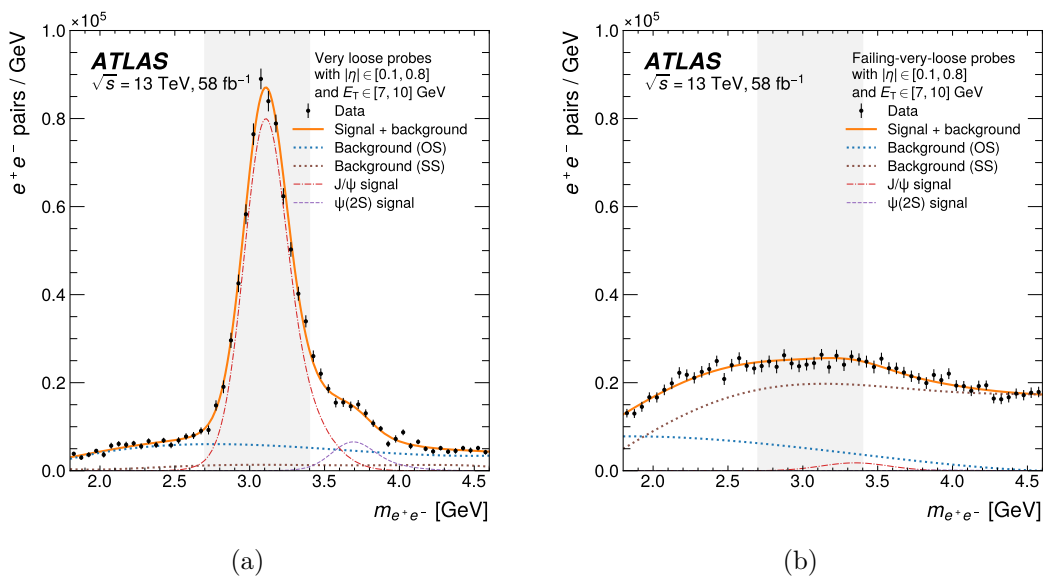 ×10⁵
1.0
0.8
0.6
0.4
0.2
0.0
e⁺e⁻ pairs / GeV
ATLAS
√s = 13 TeV, 58 fb⁻¹
Very loose probes
with |η| ∈ [0.1, 0.8]
and E_T ∈ [7, 10] GeV
Data
Signal + background
Background (OS)
Background (SS)
J/ψ signal
ψ(2S) signal
2.0 2.5 3.0 3.5 4.0 4.5
m_e⁺e⁻ [GeV]
(a)
×10⁵
1.0
0.8
0.6
0.4
0.2
0.0
e⁺e⁻ pairs / GeV
ATLAS
√s = 13 TeV, 58 fb⁻¹
Failing-very-loose probes
with |η| ∈ [0.1, 0.8]
and E_T ∈ [7, 10] GeV
Data
Signal + background
Background (OS)
Background (SS)
J/ψ signal
ψ(2S) signal
2.0 2.5 3.0 3.5 4.0 4.5
m_e⁺e⁻ [GeV]
(b)